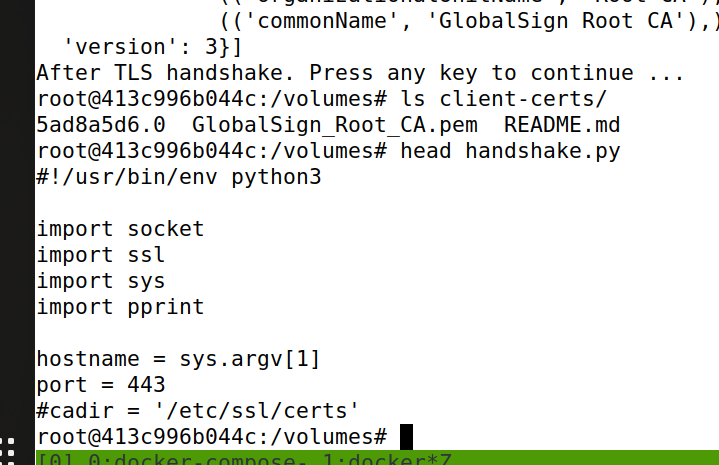 (('organizationalUnitName', 'Root CA'),),
(('commonName', 'GlobalSign Root CA'),)
'version': 3}]
After TLS handshake. Press any key to continue ...
root@413c996b044c:/volumes# ls client-certs/
5ad8a5d6.0  GlobalSign_Root_CA.pem  README.md
root@413c996b044c:/volumes# head handshake.py
#!/usr/bin/env python3
import socket
import ssl
import sys
import pprint
hostname = sys.argv[1]
port = 443
#cadir = '/etc/ssl/certs'
root@413c996b044c:/volumes#
[0] 0:docker-compose- 1:docker*Z